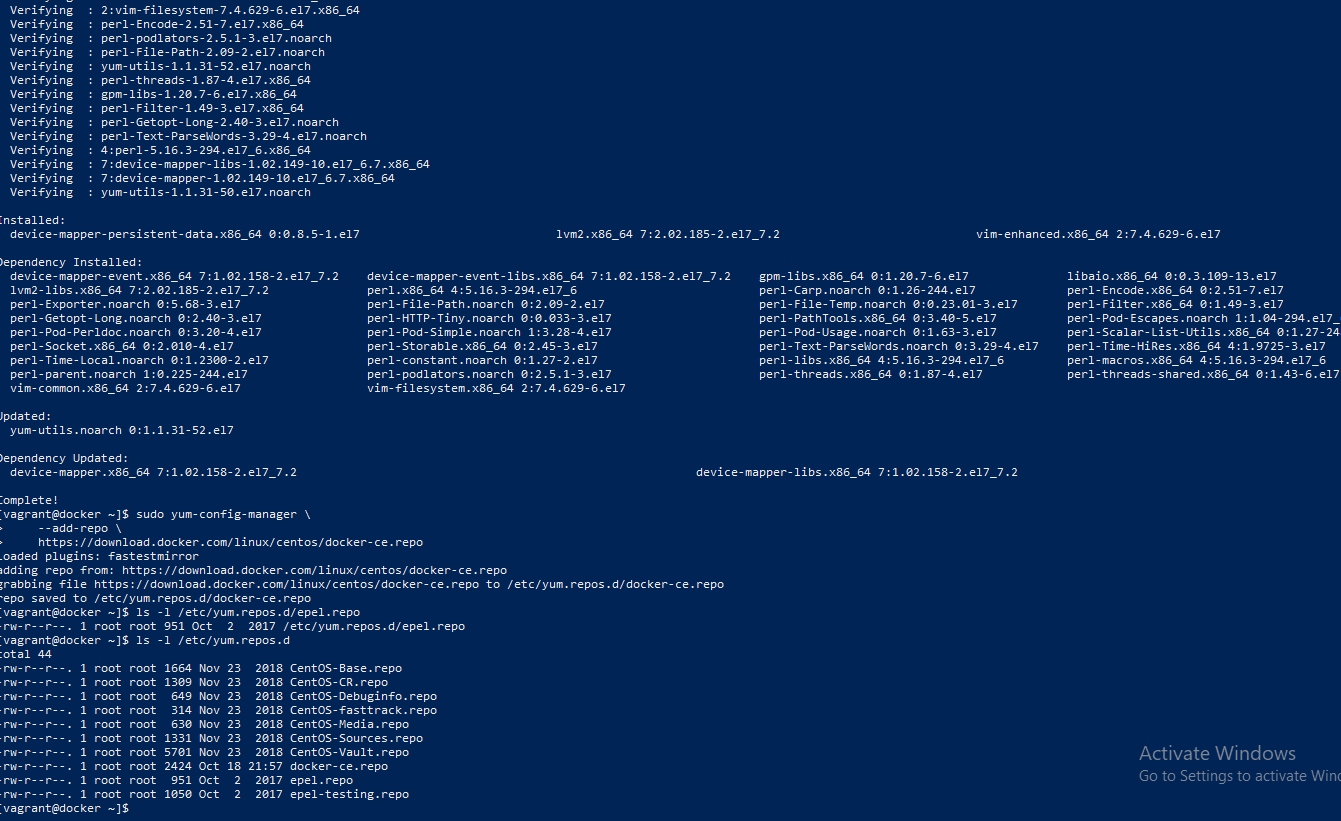 Verifying  : 2:vim-filesystem-7.4.629-6.el7.x86_64
Verifying  : perl-Encode-2.51-7.el7.x86_64
Verifying  : perl-podlators-2.5.1-3.el7.noarch
Verifying  : perl-File-Path-2.09-2.el7.noarch
Verifying  : yum-utils-1.1.31-52.el7.noarch
Verifying  : perl-threads-1.87-4.el7.x86_64
Verifying  : gpm-libs-1.20.7-6.el7.x86_64
Verifying  : perl-Filter-1.49-3.el7.x86_64
Verifying  : perl-Getopt-Long-2.40-3.el7.noarch
Verifying  : perl-Text-ParseWords-3.29-4.el7.noarch
Verifying  : 4:perl-5.16.3-294.el7_6.x86_64
Verifying  : 7:device-mapper-libs-1.02.149-10.el7_6.7.x86_64
Verifying  : 7:device-mapper-1.02.149-10.el7_6.7.x86_64
Verifying  : yum-utils-1.1.31-50.el7.noarch
Installed:
device-mapper-persistent-data.x86_64 0:0.8.5-1.el7 lvm2.x86_64 7:2.02.185-2.el7_7.2 vim-enhanced.x86_64 2:7.4.629-6.el7
Dependency Installed:
device-mapper-event.x86_64 7:1.02.158-2.el7_7.2 device-mapper-event-libs.x86_64 7:1.02.158-2.el7_7.2 gpm-libs.x86_64 0:1.20.7-6.el7 libaio.x86_64 0:0.3.109-13.el7
lvm2-libs.x86_64 7:2.02.185-2.el7_7.2 perl.x86_64 4:5.16.3-294.el7_6 perl-Carp.noarch 0:1.26-244.el7 perl-Encode.x86_64 0:2.51-7.el7
perl-Exporter.noarch 0:5.68-3.el7 perl-File-Path.noarch 0:2.09-2.el7 perl-File-Temp.noarch 0:0.23.01-3.el7 perl-Filter.x86_64 0:1.49-3.el7
perl-Getopt-Long.noarch 0:2.40-3.el7 perl-HTTP-Tiny.noarch 0:0.033-3.el7 perl-PathTools.x86_64 0:3.40-5.el7 perl-Pod-Escapes.noarch 1:1.04-294.el7_
perl-Pod-Perldoc.noarch 0:3.20-4.el7 perl-Pod-Simple.noarch 1:3.28-4.el7 perl-Pod-Usage.noarch 0:1.63-3.el7 perl-Scalar-List-Utils.x86_64 0:1.27-24
perl-Socket.x86_64 0:2.010-4.el7 perl-Storable.x86_64 0:2.45-3.el7 perl-Text-ParseWords.noarch 0:3.29-4.el7 perl-Time-HiRes.x86_64 4:1.9725-3.el7
perl-Time-Local.noarch 0:1.2300-2.el7 perl-constant.noarch 0:1.27-2.el7 perl-libs.x86_64 4:5.16.3-294.el7_6 perl-macros.x86_64 4:5.16.3-294.el7_6
perl-parent.noarch 1:0.225-244.el7 perl-podlators.noarch 0:2.5.1-3.el7 perl-threads.x86_64 0:1.87-4.el7 perl-threads-shared.x86_64 0:1.43-6.el7
vim-common.x86_64 2:7.4.629-6.el7 vim-filesystem.x86_64 2:7.4.629-6.el7
Updated:
yum-utils.noarch 0:1.1.31-52.el7
Dependency Updated:
device-mapper.x86_64 7:1.02.158-2.el7_7.2 device-mapper-libs.x86_64 7:1.02.158-2.el7_7.2
Complete!
[vagrant@docker ~]$ sudo yum-config-manager \
>     --add-repo \
>     https://download.docker.com/linux/centos/docker-ce.repo
Loaded plugins: fastestmirror
adding repo from: https://download.docker.com/linux/centos/docker-ce.repo
grabbing file https://download.docker.com/linux/centos/docker-ce.repo to /etc/yum.repos.d/docker-ce.repo
repo saved to /etc/yum.repos.d/docker-ce.repo
[vagrant@docker ~]$ ls -l /etc/yum.repos.d/epel.repo
-rw-r--r--. 1 root root 951 Oct  2  2017 /etc/yum.repos.d/epel.repo
[vagrant@docker ~]$ ls -l /etc/yum.repos.d
total 44
-rw-r--r--. 1 root root 1664 Nov 23  2018 CentOS-Base.repo
-rw-r--r--. 1 root root 1309 Nov 23  2018 CentOS-CR.repo
-rw-r--r--. 1 root root  649 Nov 23  2018 CentOS-Debuginfo.repo
-rw-r--r--. 1 root root  314 Nov 23  2018 CentOS-fasttrack.repo
-rw-r--r--. 1 root root  630 Nov 23  2018 CentOS-Media.repo
-rw-r--r--. 1 root root 1331 Nov 23  2018 CentOS-Sources.repo
-rw-r--r--. 1 root root 5701 Nov 23  2018 CentOS-Vault.repo
-rw-r--r--. 1 root root 2424 Oct 18 21:57 docker-ce.repo
-rw-r--r--. 1 root root  951 Oct  2  2017 epel.repo
-rw-r--r--. 1 root root 1050 Oct  2  2017 epel-testing.repo
[vagrant@docker ~]$
Activate Windows
Go to Settings to activate Win